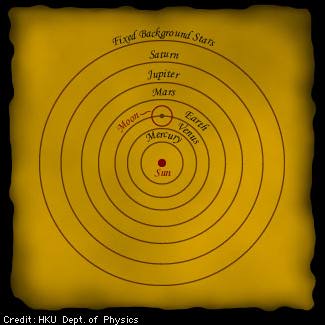 Fixed Background Stars
Saturn
Jupiter
Mars
Moon
Earth
Venus
Mercury
Sun
Credit: HKU Dept. of Physics